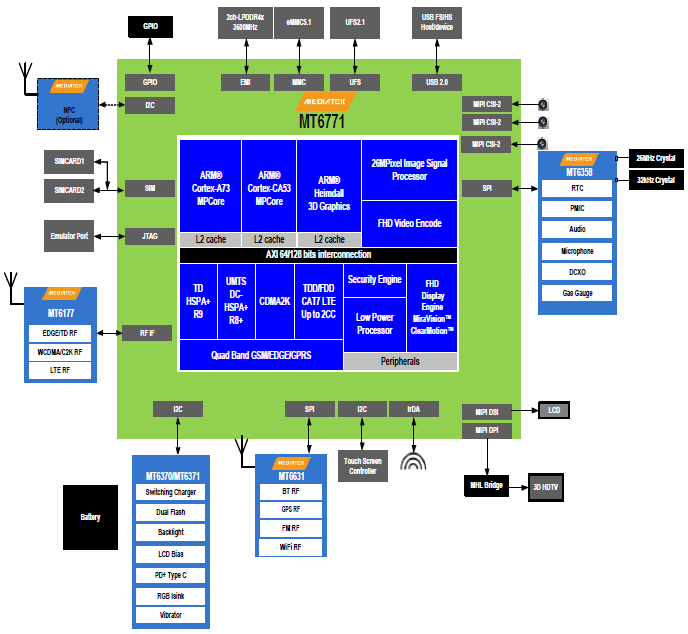 GPIO
2ch-LPDDR4x
3600MHz
eMMC5.1
UFS2.1
USB FS/HS
Host/device
GPIO
EMI
MMC
UFS
USB 2.0
MEDIATEK
NFC
(Optional)
I2C
MEDIATEK
MT6771
MIPI CSI-2
MIPI CSI-2
MIPI CSI-2
SIMCARD1
SIMCARD2
SIM
Emulator Port
JTAG
ARM®
Cortex-A73
MPCore
ARM®
Cortex-CA53
MPCore
ARM®
Heimdall
3D Graphics
26MPixel Image Signal
Processor
FHD Video Encode
L2 cache
L2 cache
L2 cache
AXI 64/128 bits interconnection
TD
HSPA+
R9
UMTS
DC-
HSPA+
R8+
CDMA2K
TDD/FDD
CAT7 LTE
Up to 2CC
Security Engine
Low Power
Processor
FHD
Display
Engine
MiraVision™
ClearMotion™
Quad Band GSM/EDGE/GPRS
Peripherals
SPI
MEDIATEK
MT6358
RTC
PMIC
Audio
Microphone
DCXO
Gas Gauge
26MHz Crystal
32kHz Crystal
MEDIATEK
MT6177
EDGE/TD RF
WCDMA/C2K RF
LTE RF
RF IF
I2C
SPI
I2C
IrDA
MIPI DSI
MIPI DPI
LCD
MHL Bridge
3D HDTV
Touch Screen
Controller
MT6370/MT6371
Switching Charger
Dual Flash
Backlight
LCD Bias
PD+ Type C
RGB Isink
Vibrator
Battery
MEDIATEK
MT6631
BT RF
GPS RF
FM RF
WiFi RF